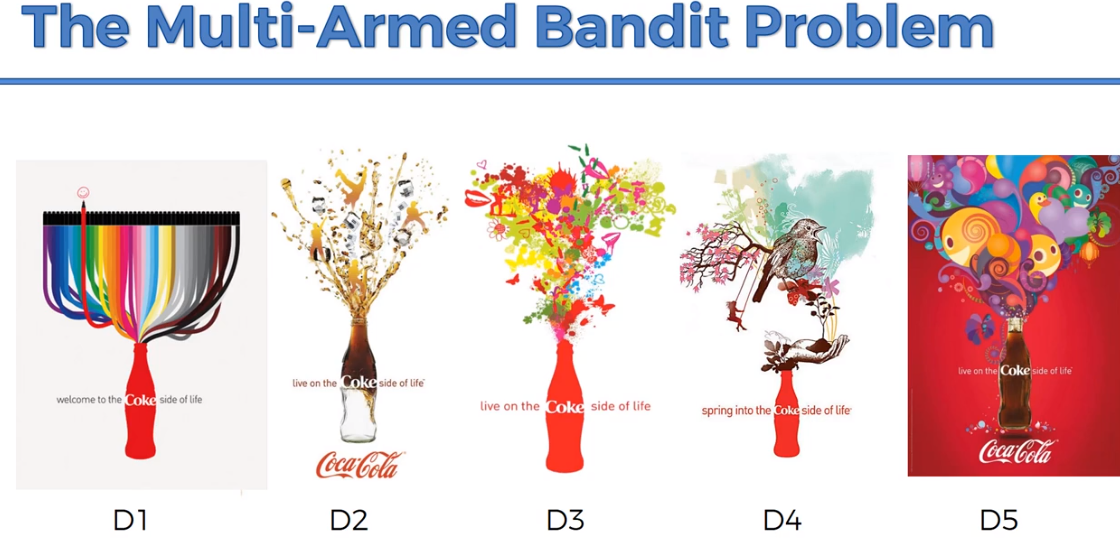 The Multi-Armed Bandit Problem
welcome to the Coke side of life
live on the Coke side of life
Coca-Cola
live on the Coke side of life
spring into the Coke side of life
live on the Coke side of life
Coca-Cola
D1
D2
D3
D4
D5